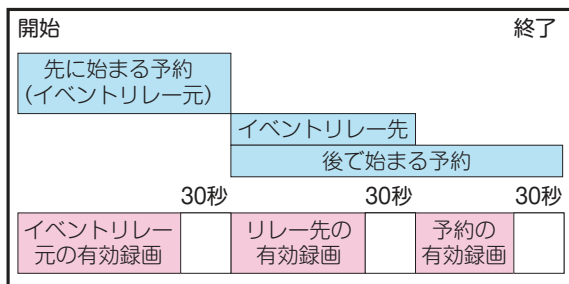 開始 終了
先に始まる予約
（イベントリレー元）
イベントリレー先
後で始まる予約
30秒 30秒 30秒
イベントリレー
元の有効録画
リレー先の
有効録画
予約の
有効録画